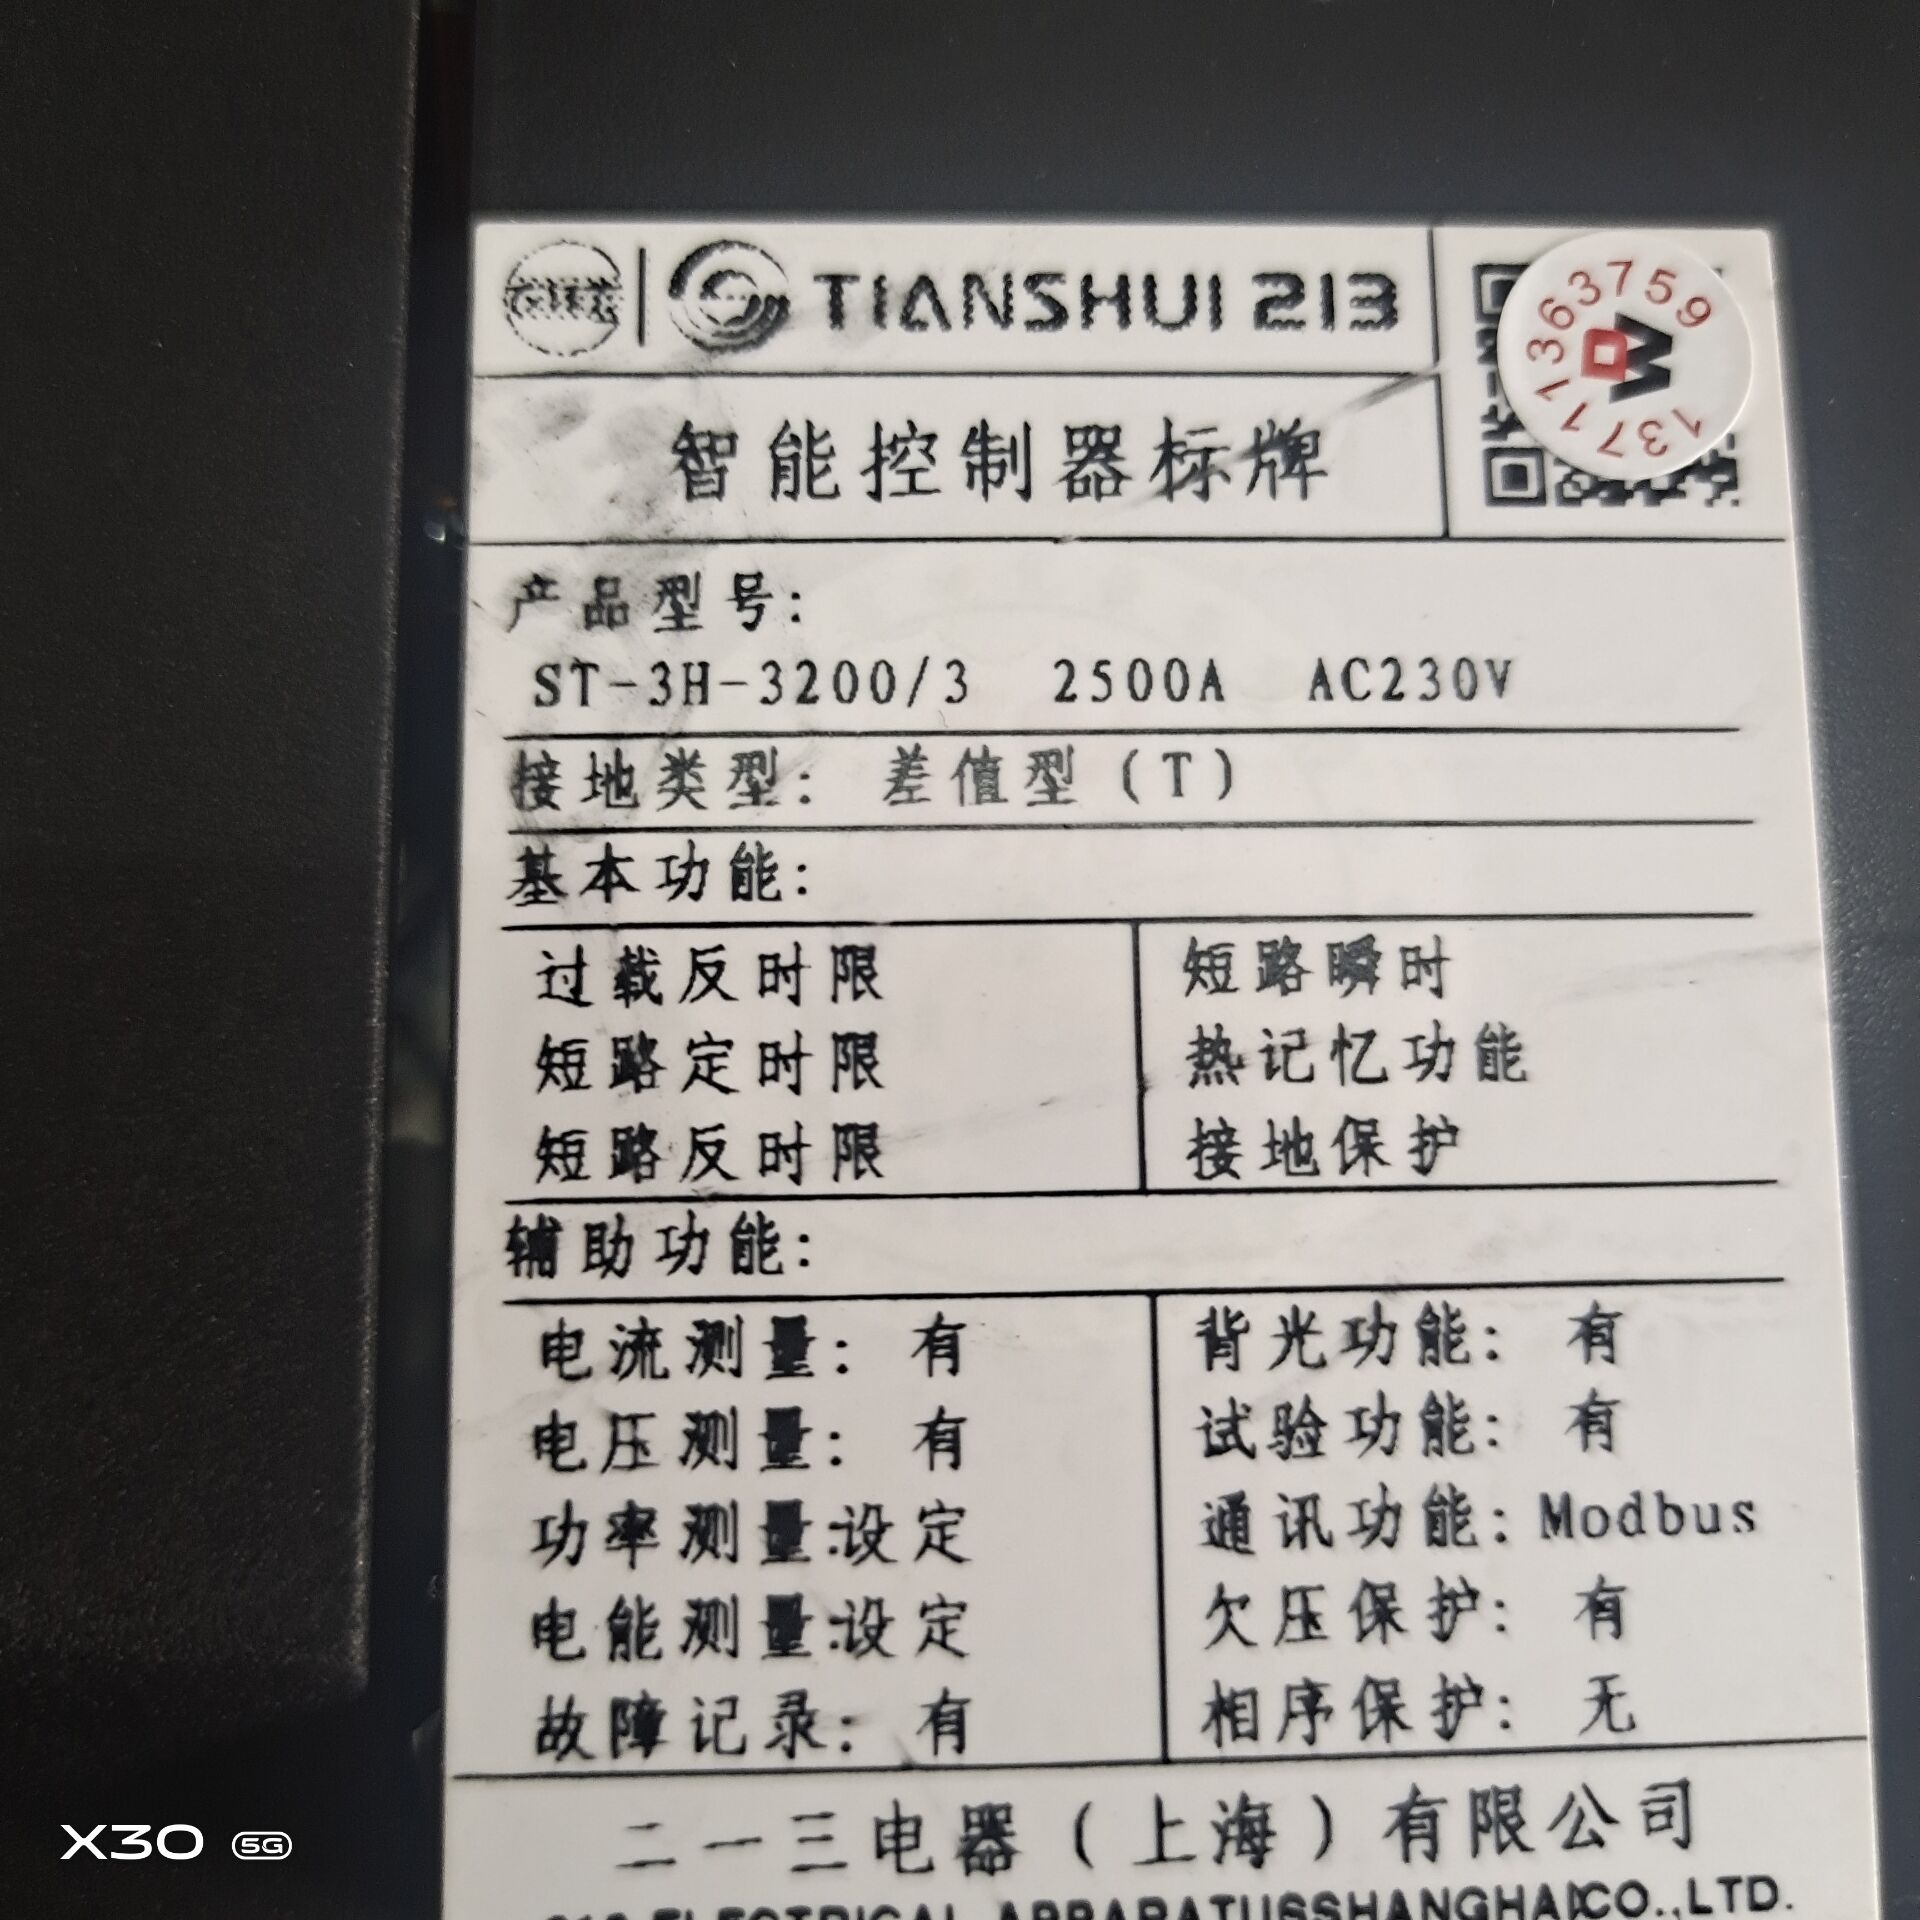 TIANSHUI 213
13711363759
智能控制器标牌
产品型号:
ST-3H-3200/3 2500A AC230V
接地类型: 差值型(T)
基本功能:
过载反时限 短路瞬时
短路定时限 热记忆功能
短路反时限 接地保护
辅助功能:
电流测量: 有 背光功能: 有
电压测量: 有 试验功能: 有
功率测量:设定 通讯功能: Modbus
电能测量:设定 欠压保护: 有
故障记录: 有 相序保护: 无
二一三电器(上海)有限公司
ELECTRICAL APPARATUSSHANGHAICO.,LTD.
X30 5G